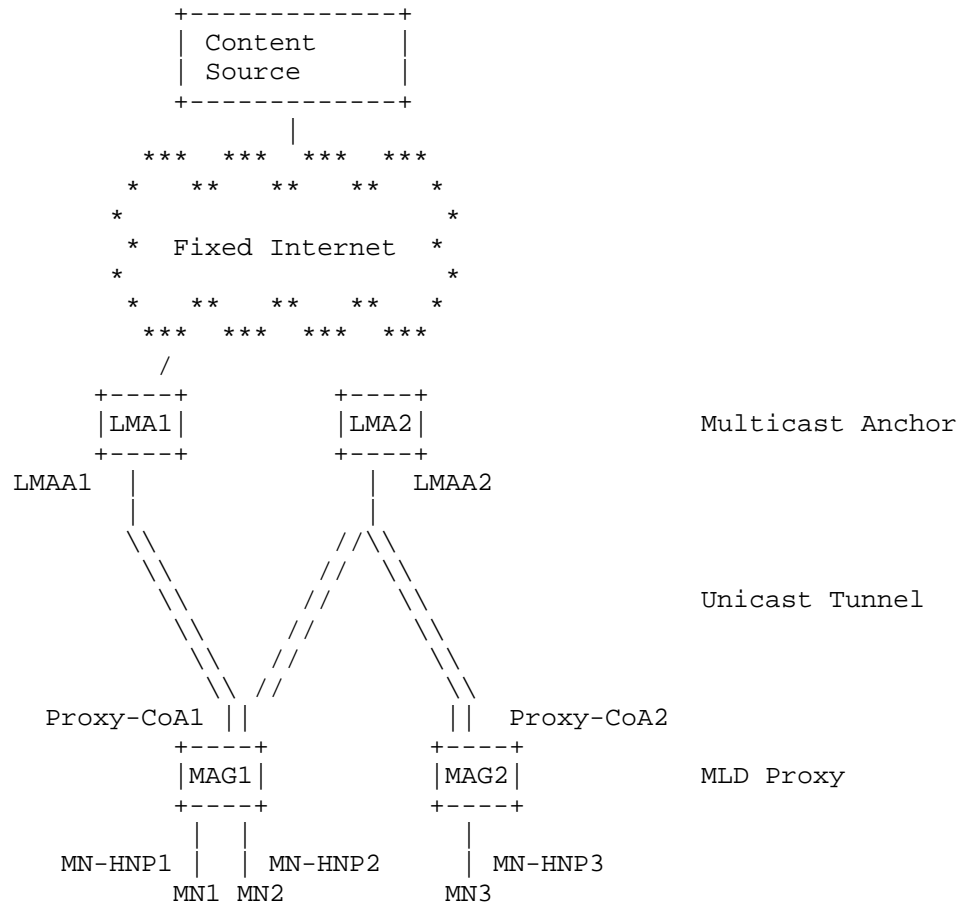 Content
Source
Fixed Internet
LMA1 LMA2 Multicast Anchor
LMAA1 LMAA2
Unicast Tunnel
Proxy-CoA1 Proxy-CoA2
MAG1 MAG2 MLD Proxy
MN-HNP1 MN-HNP2 MN-HNP3
MN1 MN2 MN3